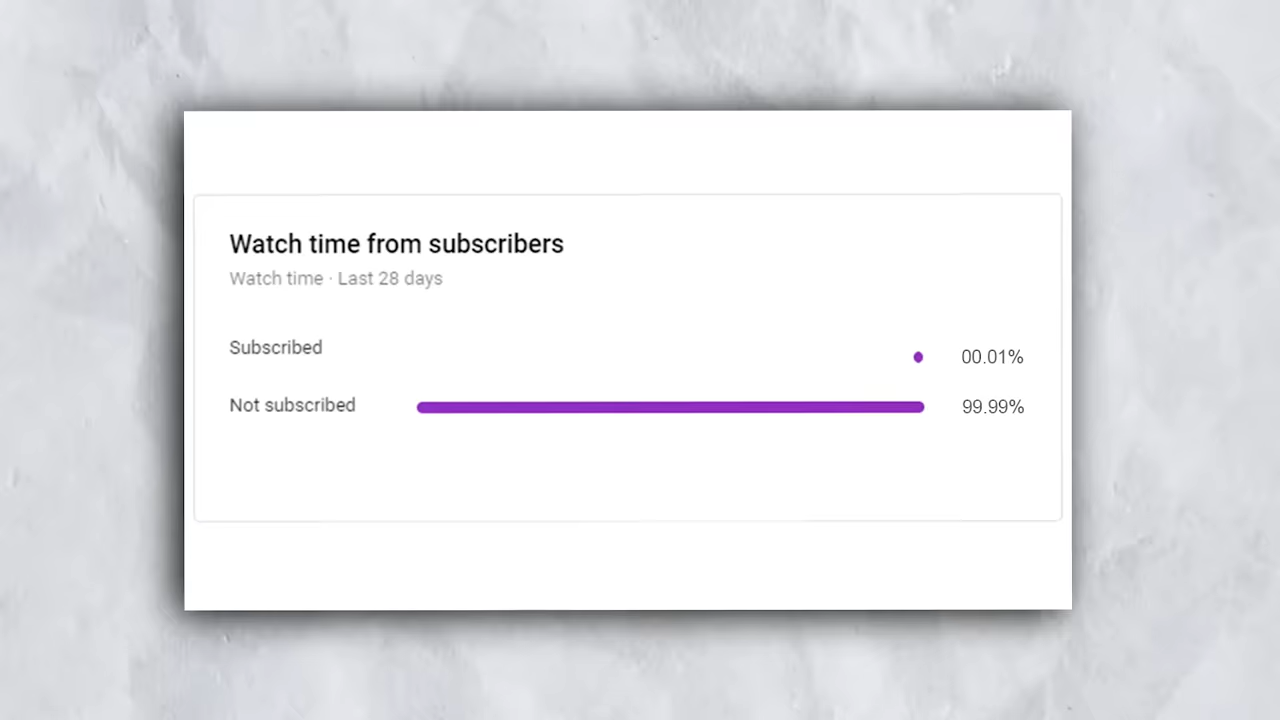 Watch time from subscribers
Watch time · Last 28 days
Subscribed 00.01%
Not subscribed 99.99%